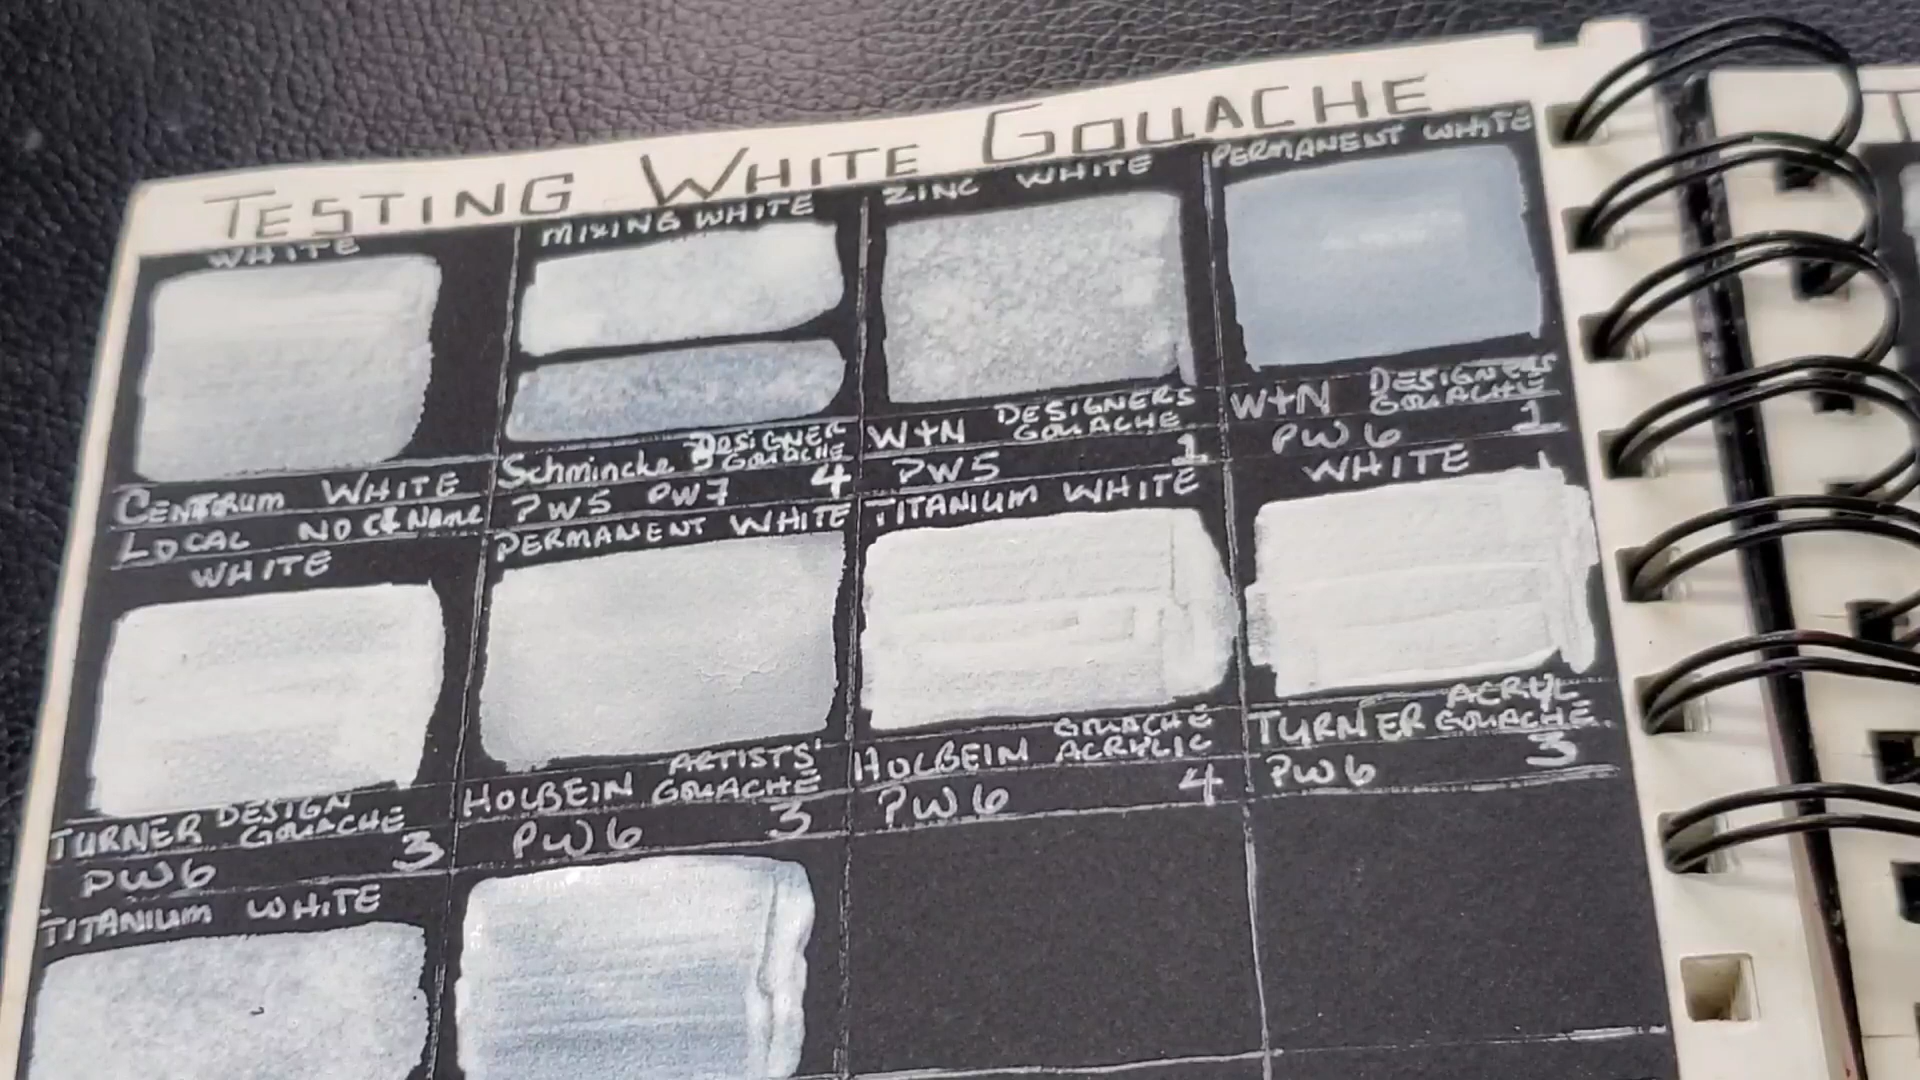 TESTING WHITE GOUACHE
WHITE
MIXING WHITE
ZINC WHITE
PERMANENT WHITE
CENTRUM WHITE
LOCAL NO CI NAME
Schmincke DESIGNER GOUACHE
PW5 PW7 4
W+N DESIGNERS GOUACHE
PW5 1
W+N DESIGNERS GOUACHE
PW6 1
WHITE
PERMANENT WHITE
TITANIUM WHITE
WHITE
TURNER DESIGN GOUACHE
PW6 3
HOLBEIN ARTISTS' GOUACHE
PW6 3
HOLBEIN GOUACHE ACRYLIC
PW6 4
TURNER ACRYL GOUACHE
PW6 3
TITANIUM WHITE